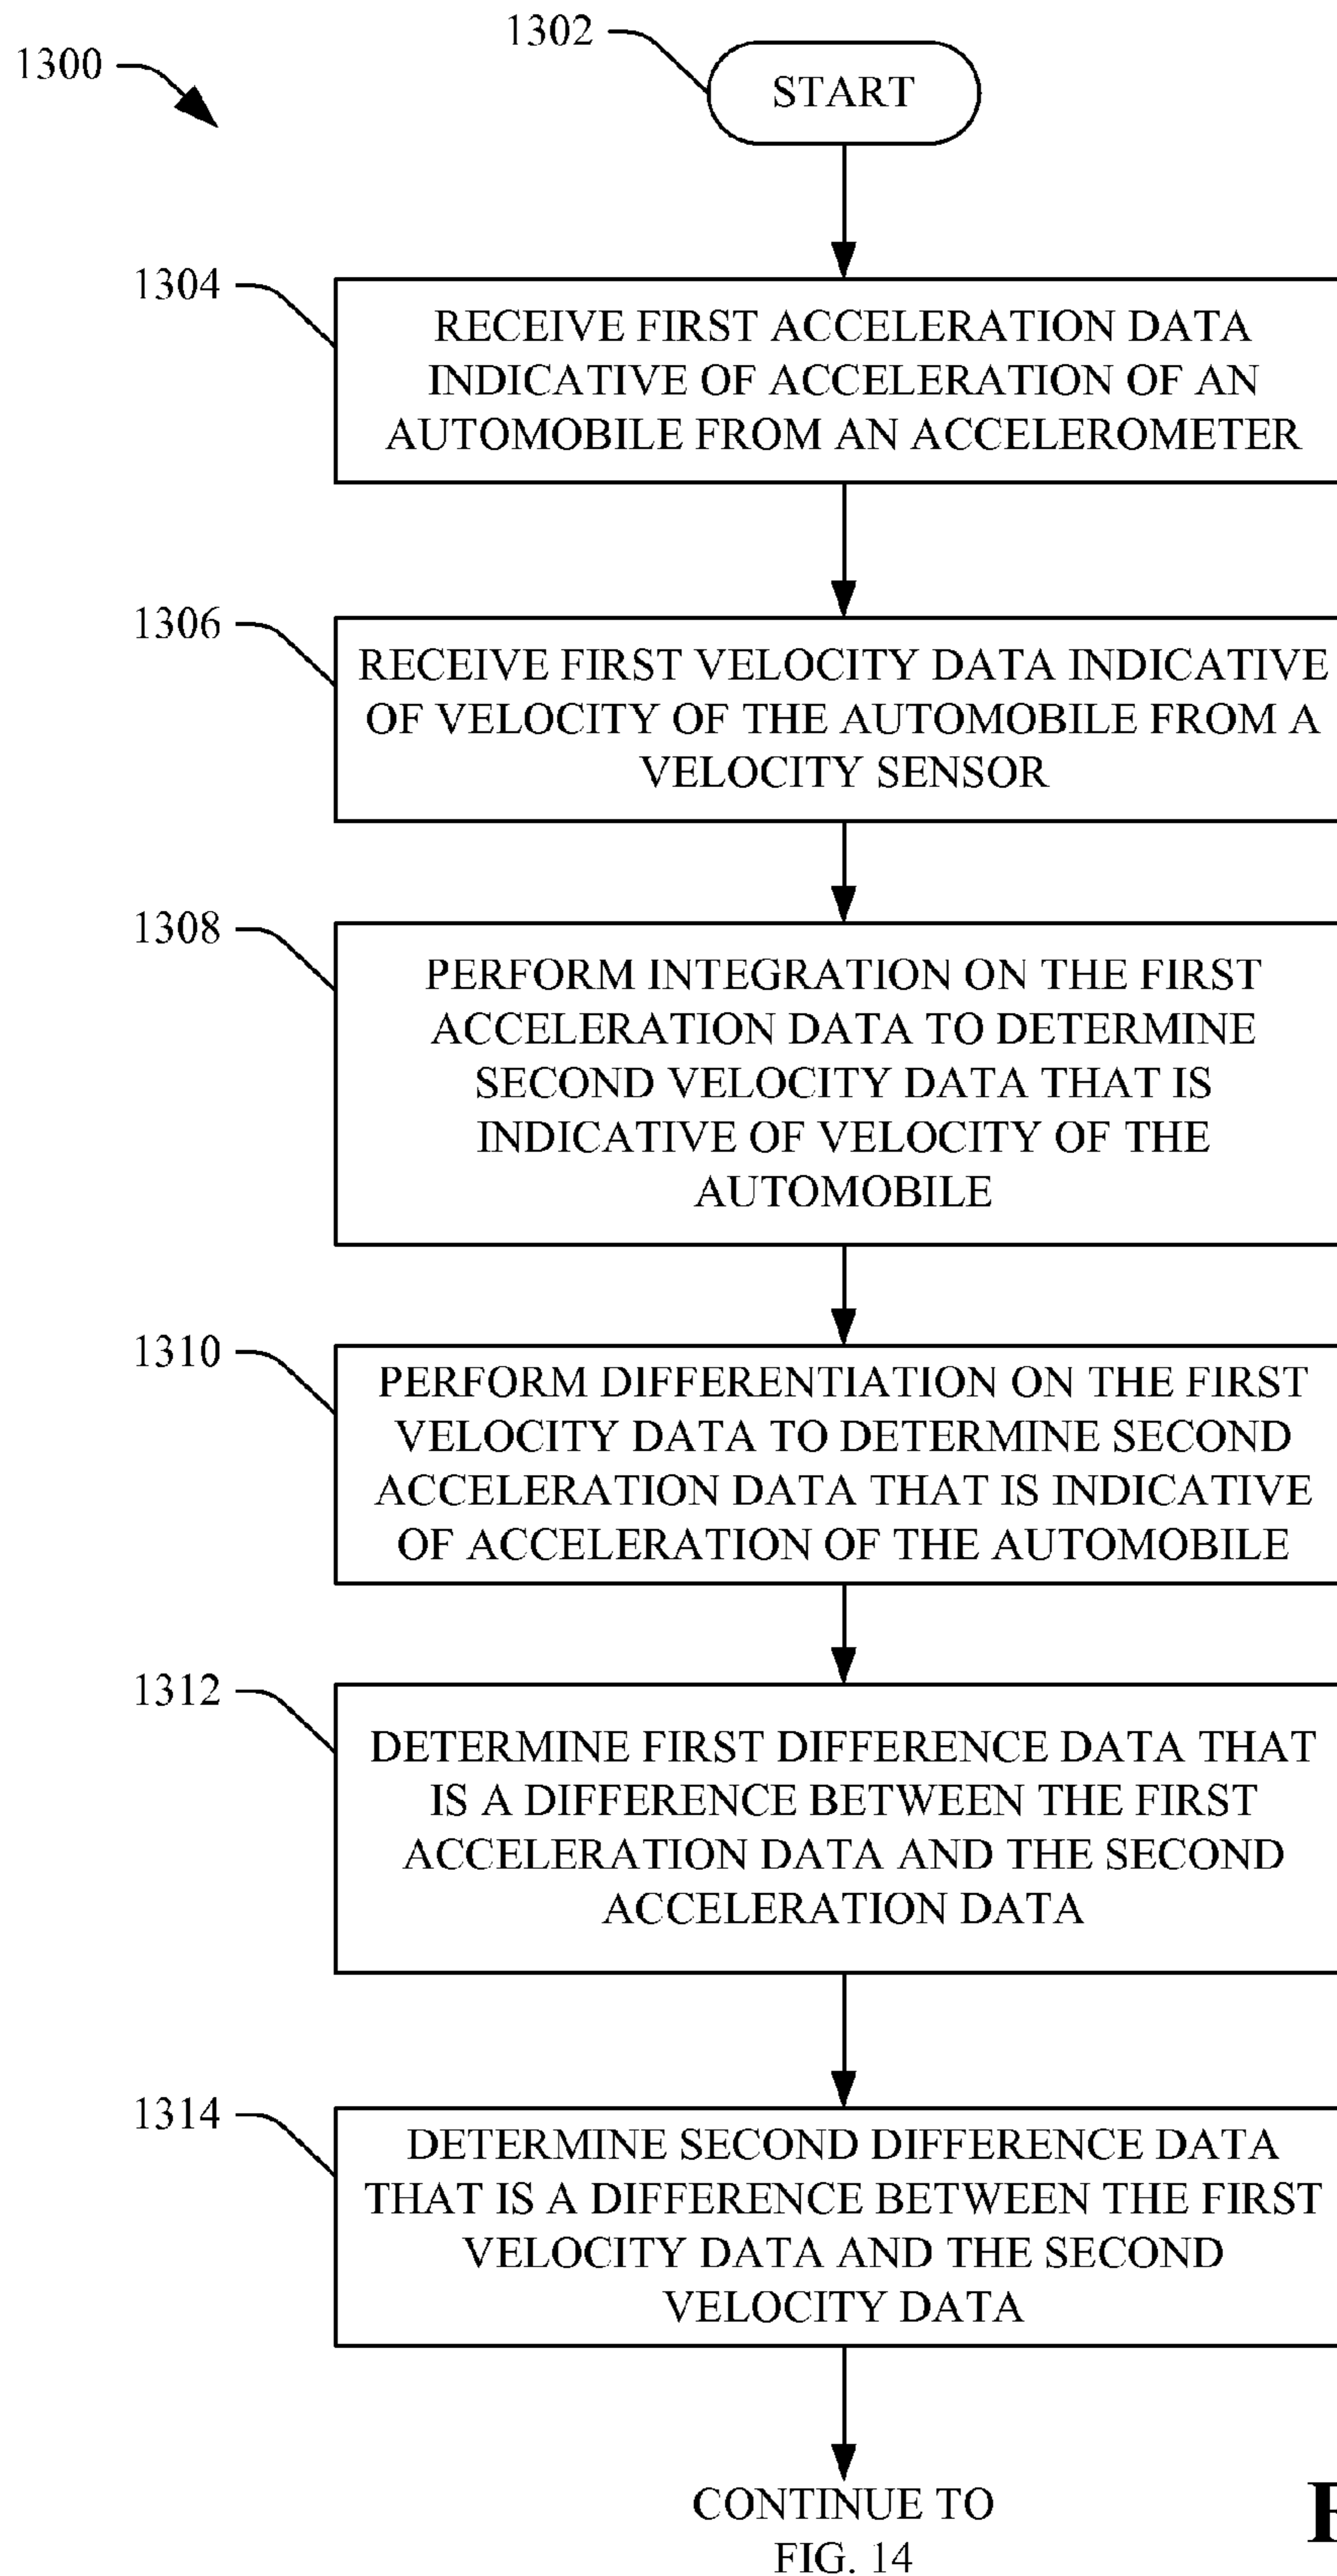 1300
1302
START
1304
RECEIVE FIRST ACCELERATION DATA
INDICATIVE OF ACCELERATION OF AN
AUTOMOBILE FROM AN ACCELEROMETER
1306
RECEIVE FIRST VELOCITY DATA INDICATIVE
OF VELOCITY OF THE AUTOMOBILE FROM A
VELOCITY SENSOR
1308
PERFORM INTEGRATION ON THE FIRST
ACCELERATION DATA TO DETERMINE
SECOND VELOCITY DATA THAT IS
INDICATIVE OF VELOCITY OF THE
AUTOMOBILE
1310
PERFORM DIFFERENTIATION ON THE FIRST
VELOCITY DATA TO DETERMINE SECOND
ACCELERATION DATA THAT IS INDICATIVE
OF ACCELERATION OF THE AUTOMOBILE
1312
DETERMINE FIRST DIFFERENCE DATA THAT
IS A DIFFERENCE BETWEEN THE FIRST
ACCELERATION DATA AND THE SECOND
ACCELERATION DATA
1314
DETERMINE SECOND DIFFERENCE DATA
THAT IS A DIFFERENCE BETWEEN THE FIRST
VELOCITY DATA AND THE SECOND
VELOCITY DATA
CONTINUE TO
FIG. 14